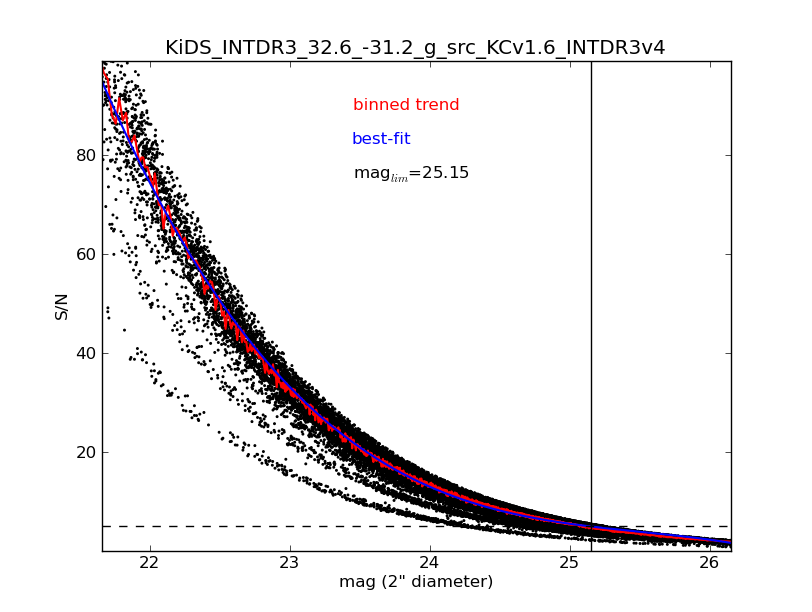 KiDS_INTDR3_32.6_-31.2_g_src_KCv1.6_INTDR3v4
binned trend
best-fit
mag_lim=25.15
S/N
80
60
40
20
22 23 24 25 26
mag (2" diameter)